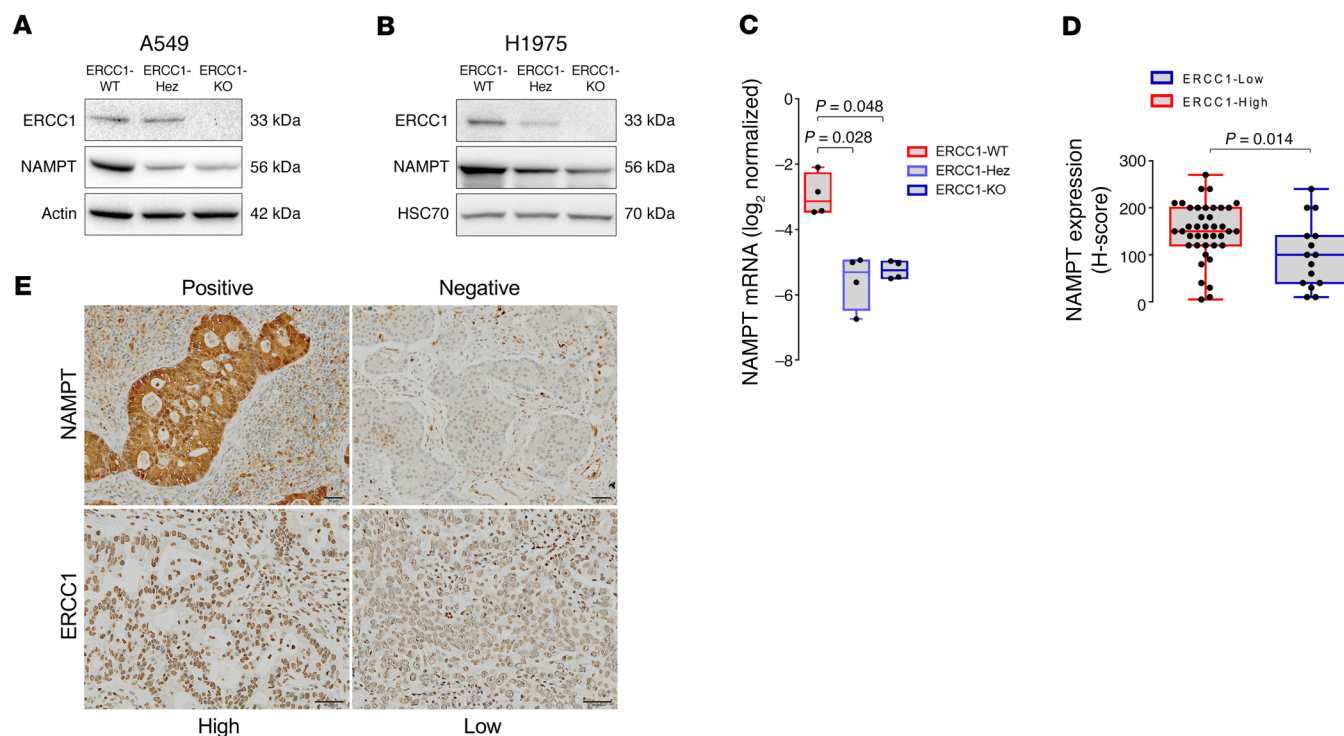 A
A549
ERCC1-
WT
ERCC1-
Hez
ERCC1-
KO
ERCC1
33 kDa
NAMPT
56 kDa
Actin
42 kDa
B
H1975
ERCC1-
WT
ERCC1-
Hez
ERCC1-
KO
ERCC1
33 kDa
NAMPT
56 kDa
HSC70
70 kDa
C
NAMPT mRNA (log2 normalized)
0
−2
−4
−6
−8
P = 0.048
P = 0.028
ERCC1-WT
ERCC1-Hez
ERCC1-KO
D
ERCC1-Low
ERCC1-High
P = 0.014
NAMPT expression
(H-score)
300
200
100
0
E
Positive
Negative
NAMPT
ERCC1
High
Low